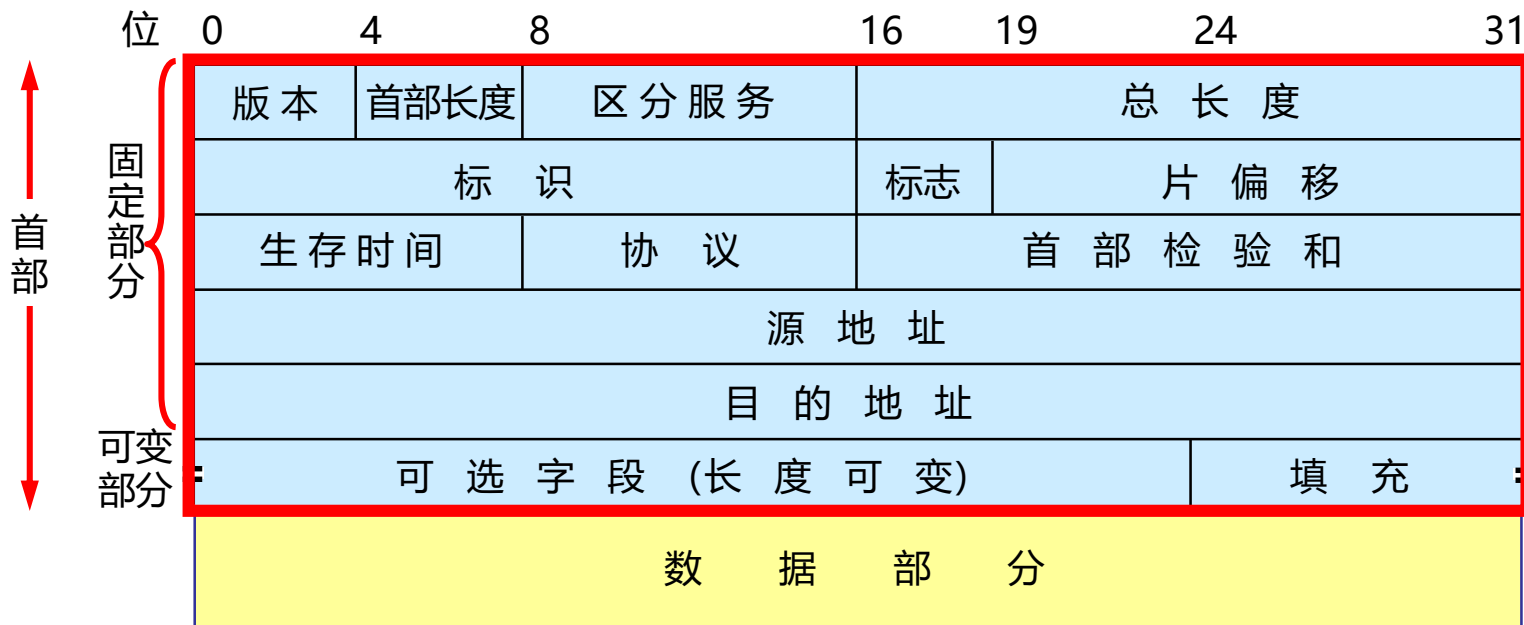 位 0 4 8 16 19 24 31
版 本 首部长度 区 分 服 务 总 长 度
标 识 标志 片 偏 移
生 存 时 间 协 议 首 部 检 验 和
源 地 址
目 的 地 址
可 选 字 段 (长 度 可 变) 填 充
数 据 部 分
首部
固定部分
可变
部分